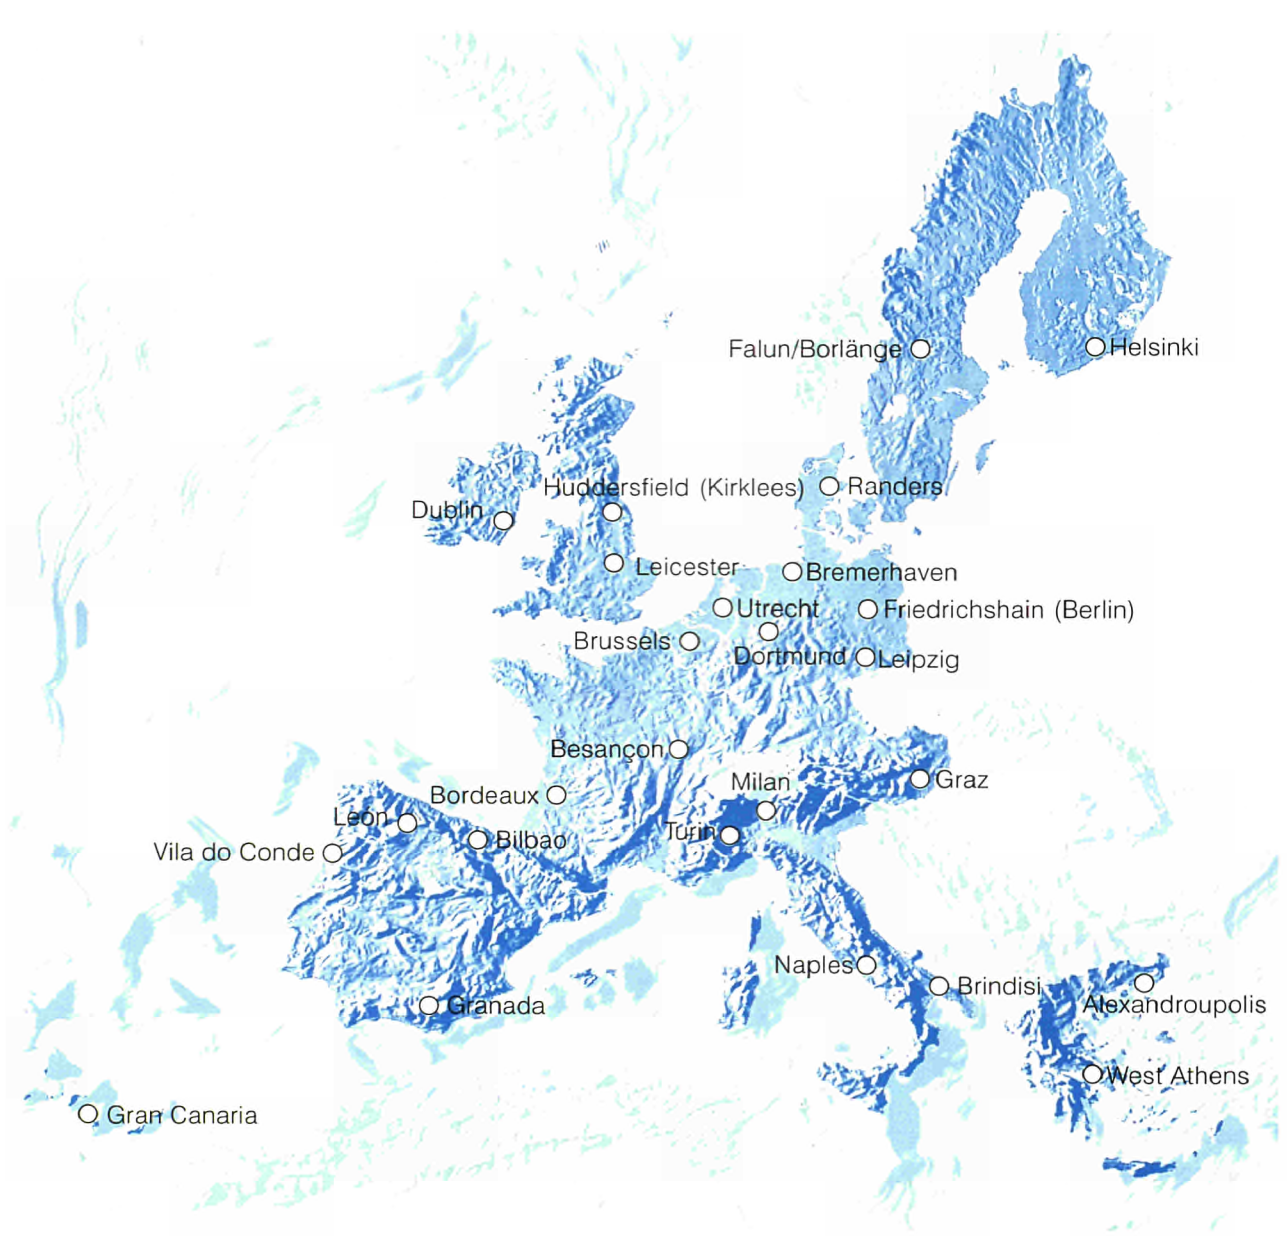 Falun/Borlänge
Helsinki
Huddersfield (Kirklees)
Randers
Dublin
Leicester
Bremerhaven
Utrecht
Friedrichshain (Berlin)
Brussels
Dortmund
Leipzig
Besançon
Milan
Graz
Bordeaux
León
Turin
Bilbao
Vila do Conde
Naples
Brindisi
Granada
Alexandroupolis
West Athens
Gran Canaria